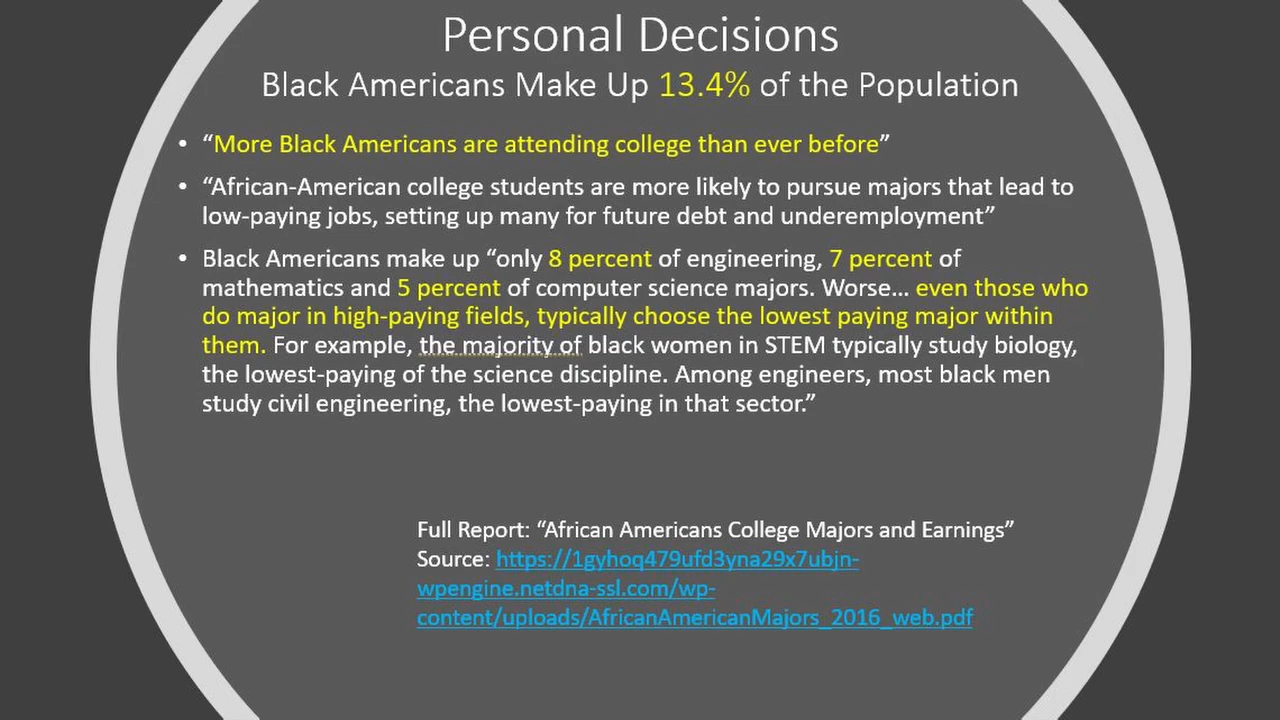 Personal Decisions
Black Americans Make Up 13.4% of the Population
• “More Black Americans are attending college than ever before”
• “African-American college students are more likely to pursue majors that lead to
low-paying jobs, setting up many for future debt and underemployment”
• Black Americans make up “only 8 percent of engineering, 7 percent of
mathematics and 5 percent of computer science majors. Worse... even those who
do major in high-paying fields, typically choose the lowest paying major within
them. For example, the majority of black women in STEM typically study biology,
the lowest-paying of the science discipline. Among engineers, most black men
study civil engineering, the lowest-paying in that sector.”
Full Report: “African Americans College Majors and Earnings”
Source: https://1gyhoq479ufd3yna29x7ubjn-
wpengine.netdna-ssl.com/wp-
content/uploads/AfricanAmericanMajors_2016_web.pdf